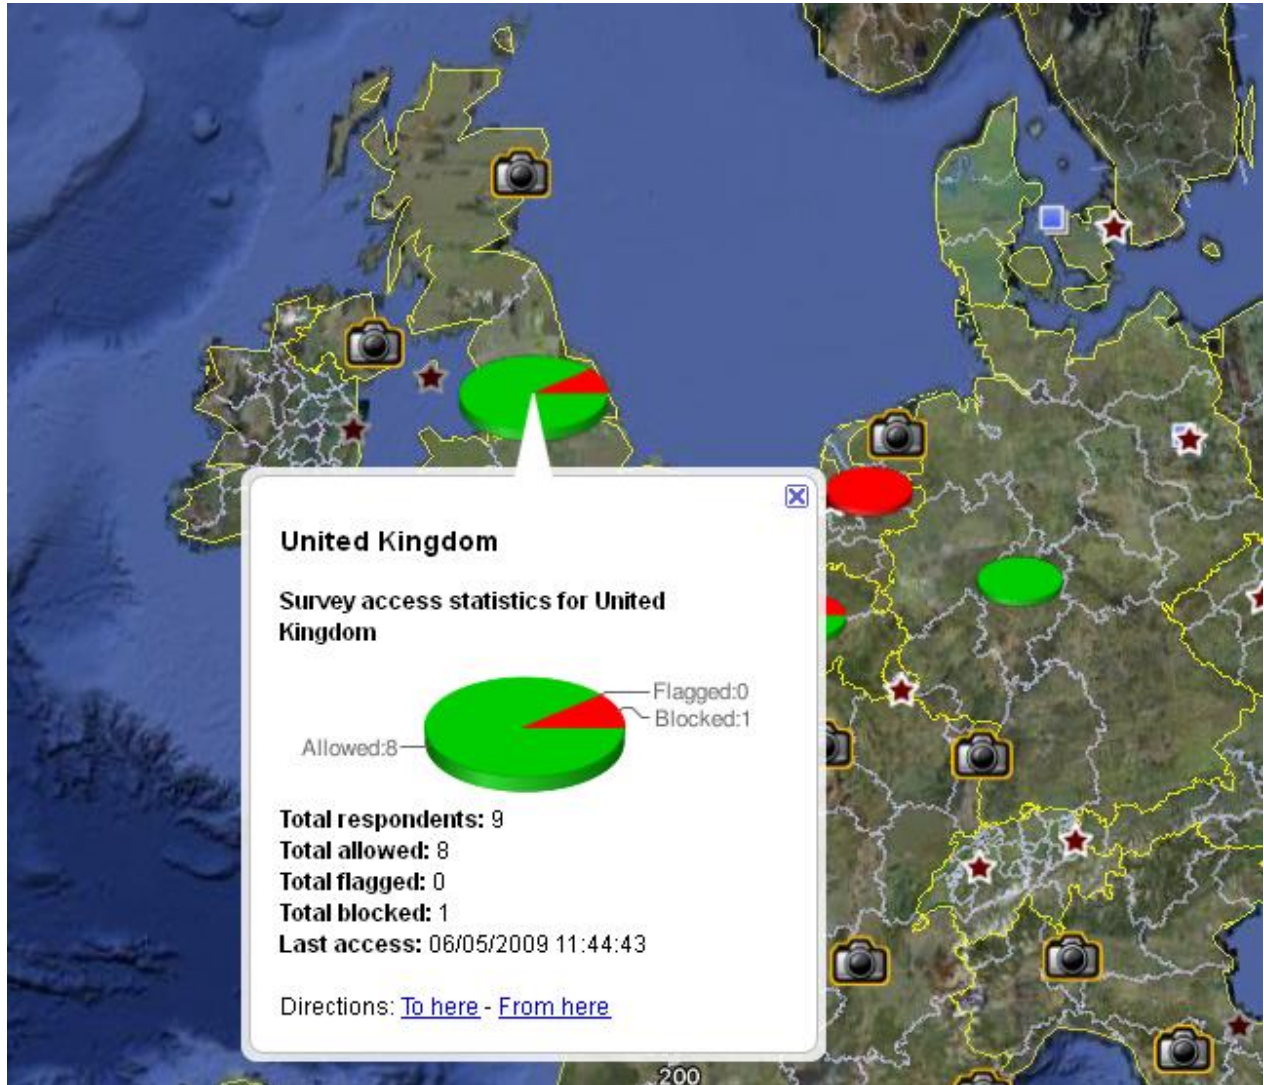 United Kingdom
Survey access statistics for United
Kingdom
Flagged:0
Blocked:1
Allowed:8
Total respondents: 9
Total allowed: 8
Total flagged: 0
Total blocked: 1
Last access: 06/05/2009 11:44:43
Directions: To here - From here
200